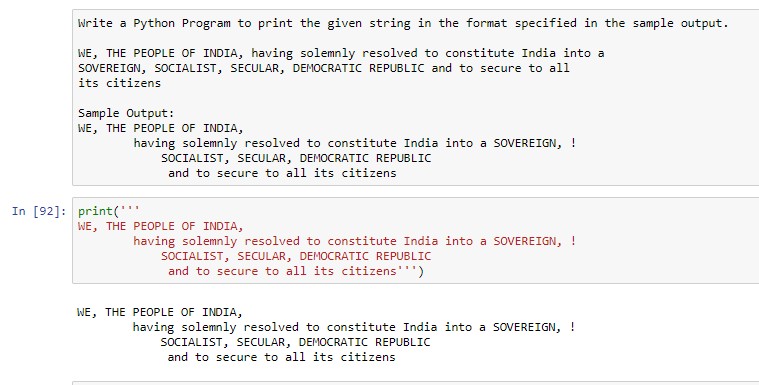 Write a Python Program to print the given string in the format specified in the sample output.
WE, THE PEOPLE OF INDIA, having solemnly resolved to constitute India into a
SOVEREIGN, SOCIALIST, SECULAR, DEMOCRATIC REPUBLIC and to secure to all
its citizens
Sample Output:
WE, THE PEOPLE OF INDIA,
        having solemnly resolved to constitute India into a SOVEREIGN, !
            SOCIALIST, SECULAR, DEMOCRATIC REPUBLIC
             and to secure to all its citizens
In [92]: print('''
WE, THE PEOPLE OF INDIA,
        having solemnly resolved to constitute India into a SOVEREIGN, !
            SOCIALIST, SECULAR, DEMOCRATIC REPUBLIC
             and to secure to all its citizens''')
WE, THE PEOPLE OF INDIA,
        having solemnly resolved to constitute India into a SOVEREIGN, !
            SOCIALIST, SECULAR, DEMOCRATIC REPUBLIC
             and to secure to all its citizens